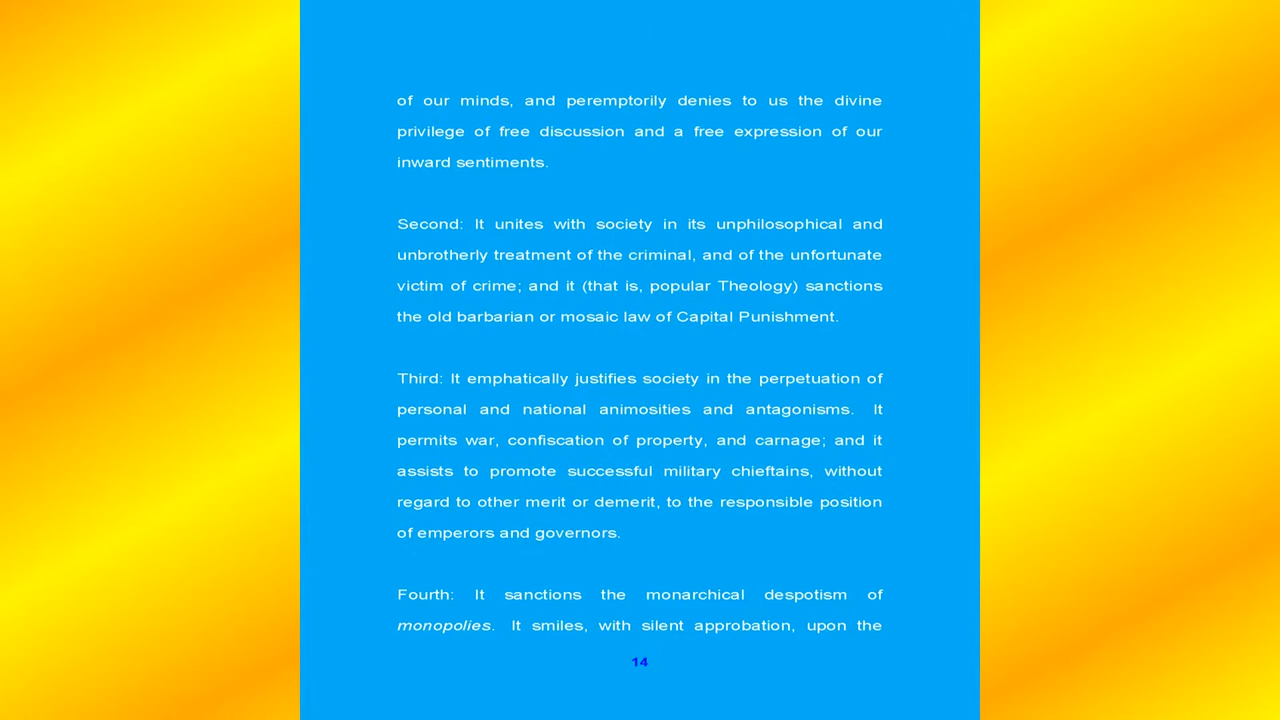 of our minds, and peremptorily denies to us the divine
privilege of free discussion and a free expression of our
inward sentiments.
Second: It unites with society in its unphilosophical and
unbrotherly treatment of the criminal, and of the unfortunate
victim of crime; and it (that is, popular Theology) sanctions
the old barbarian or mosaic law of Capital Punishment.
Third: It emphatically justifies society in the perpetuation of
personal and national animosities and antagonisms. It
permits war, confiscation of property, and carnage; and it
assists to promote successful military chieftains, without
regard to other merit or demerit, to the responsible position
of emperors and governors.
Fourth: It sanctions the monarchical despotism of
monopolies. It smiles, with silent approbation, upon the
14